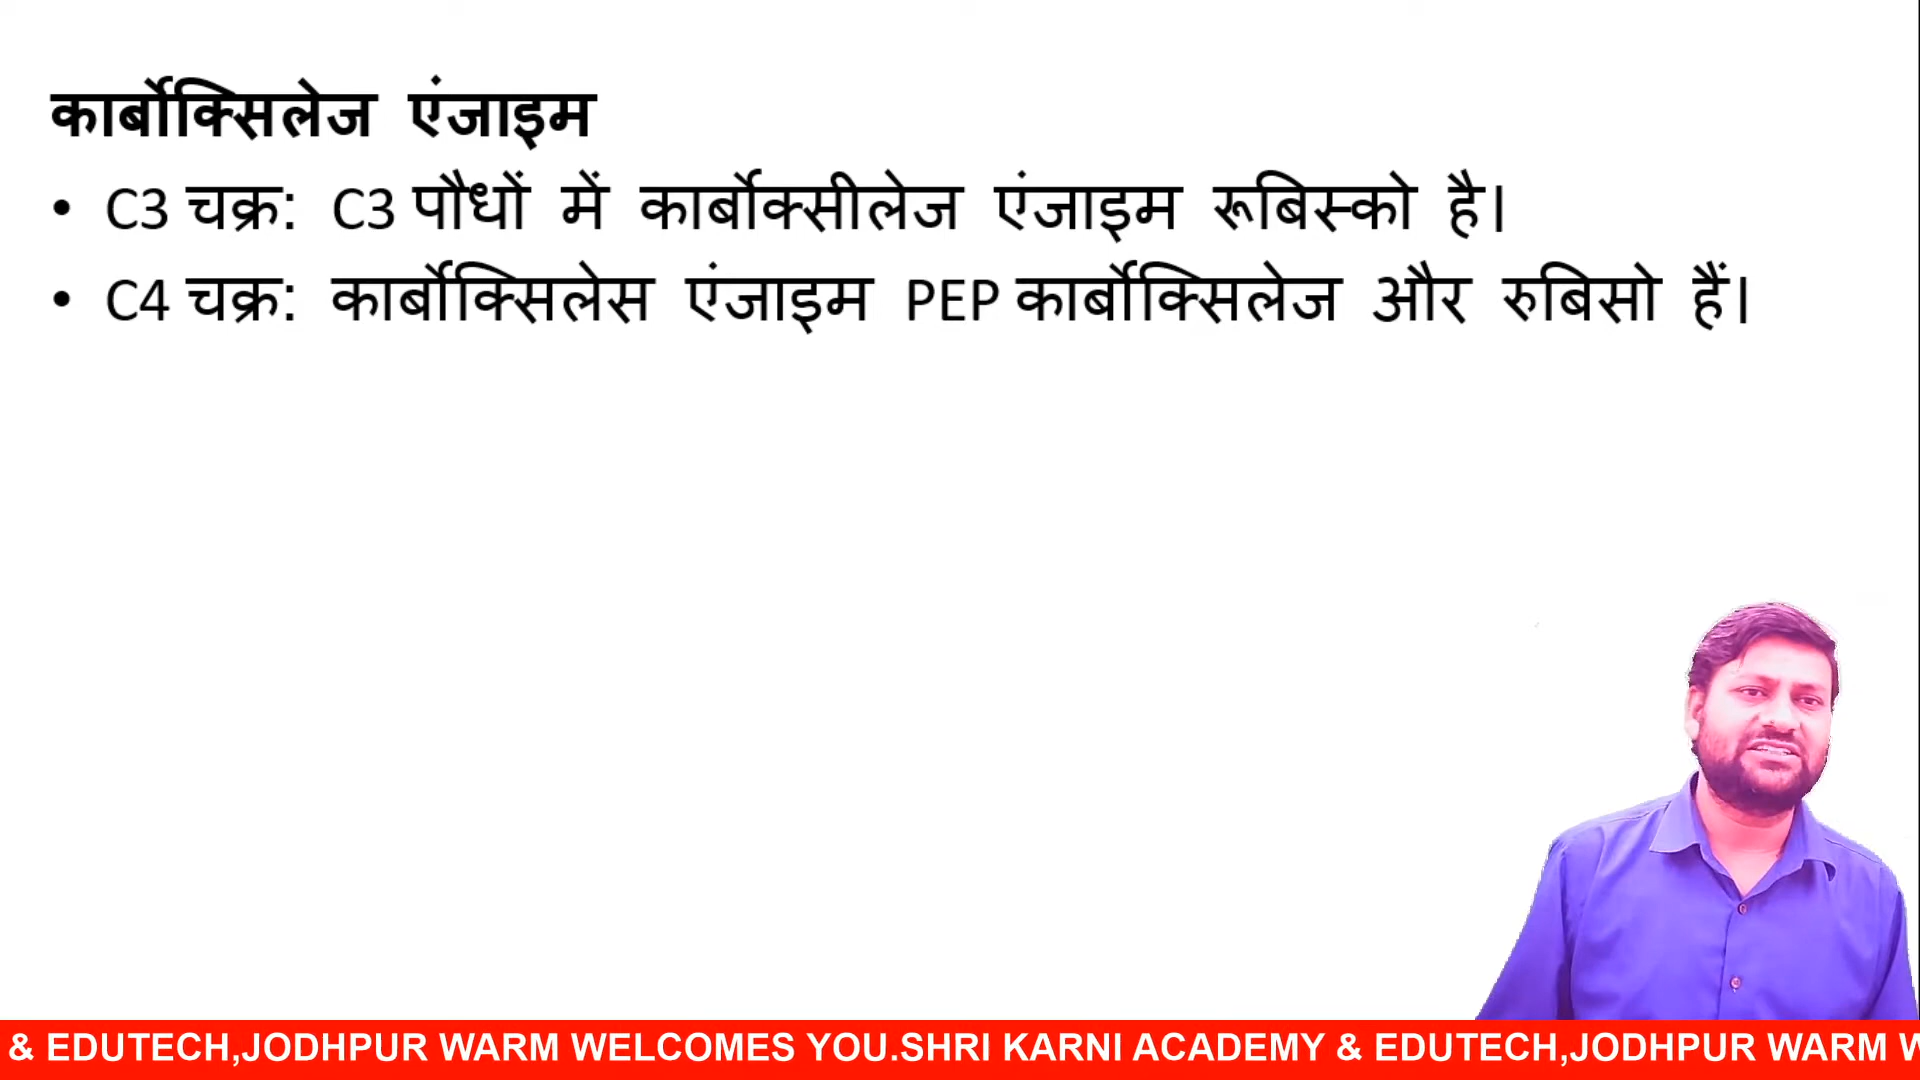 कार्बोक्सिलेज एंजाइम
• C3 चक्र: C3 पौधों में कार्बोक्सीलेज एंजाइम रूबिस्को है।
• C4 चक्र: कार्बोक्सिलेस एंजाइम PEP कार्बोक्सिलेज और रुबिसो हैं।
& EDUTECH,JODHPUR WARM WELCOMES YOU.SHRI KARNI ACADEMY & EDUTECH,JODHPUR WARM W